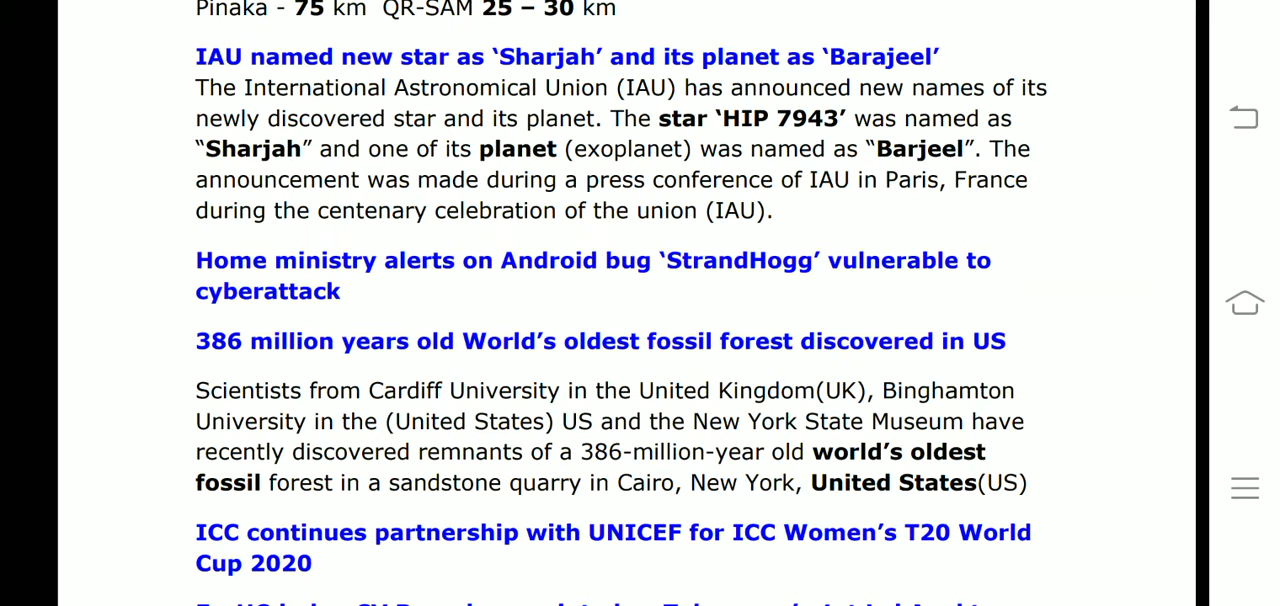 Pinaka - 75 km QR-SAM 25 – 30 km
IAU named new star as ‘Sharjah’ and its planet as ‘Barajeel’
The International Astronomical Union (IAU) has announced new names of its
newly discovered star and its planet. The star ‘HIP 7943’ was named as
“Sharjah” and one of its planet (exoplanet) was named as “Barjeel”. The
announcement was made during a press conference of IAU in Paris, France
during the centenary celebration of the union (IAU).
Home ministry alerts on Android bug ‘StrandHogg’ vulnerable to
cyberattack
386 million years old World’s oldest fossil forest discovered in US
Scientists from Cardiff University in the United Kingdom(UK), Binghamton
University in the (United States) US and the New York State Museum have
recently discovered remnants of a 386-million-year old world’s oldest
fossil forest in a sandstone quarry in Cairo, New York, United States(US)
ICC continues partnership with UNICEF for ICC Women’s T20 World
Cup 2020